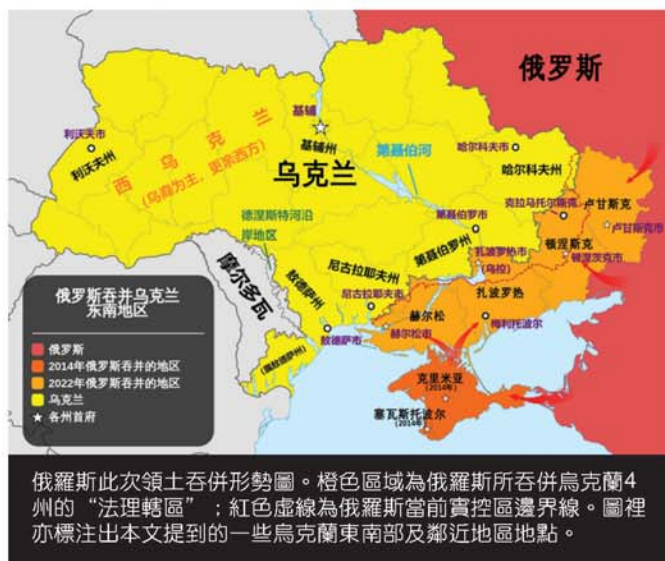 俄罗斯
基辅
利沃夫市
基辅州
利沃夫州
西乌克兰
(乌裔为主，更亲西方)
乌克兰
第聂伯河
哈尔科夫市
哈尔科夫州
克拉马托尔斯克
卢甘斯克
卢甘斯克市
德涅斯特河沿
岸地区
第聂伯罗市
第聂伯罗州
顿涅斯克
顿涅茨克市
扎波罗热市
摩尔多瓦
敖德萨州
尼古拉耶夫州
尼古拉耶夫市
扎波罗热
赫尔松
赫尔松市
梅利托波尔
敖德萨市
(属敖德萨州)
克里米亚
(2014年)
塞瓦斯托波尔
(2014年)
俄罗斯吞并乌克兰
东南地区
俄罗斯
2014年俄罗斯吞并的地区
2022年俄罗斯吞并的地区
乌克兰
各州首府
俄羅斯此次領土吞併形勢圖。橙色區域為俄羅斯所吞併烏克蘭4
州的“法理轄區”；紅色虛線為俄羅斯當前實控區邊界線。圖裡
亦標注出本文提到的一些烏克蘭東南部及鄰近地區地點。